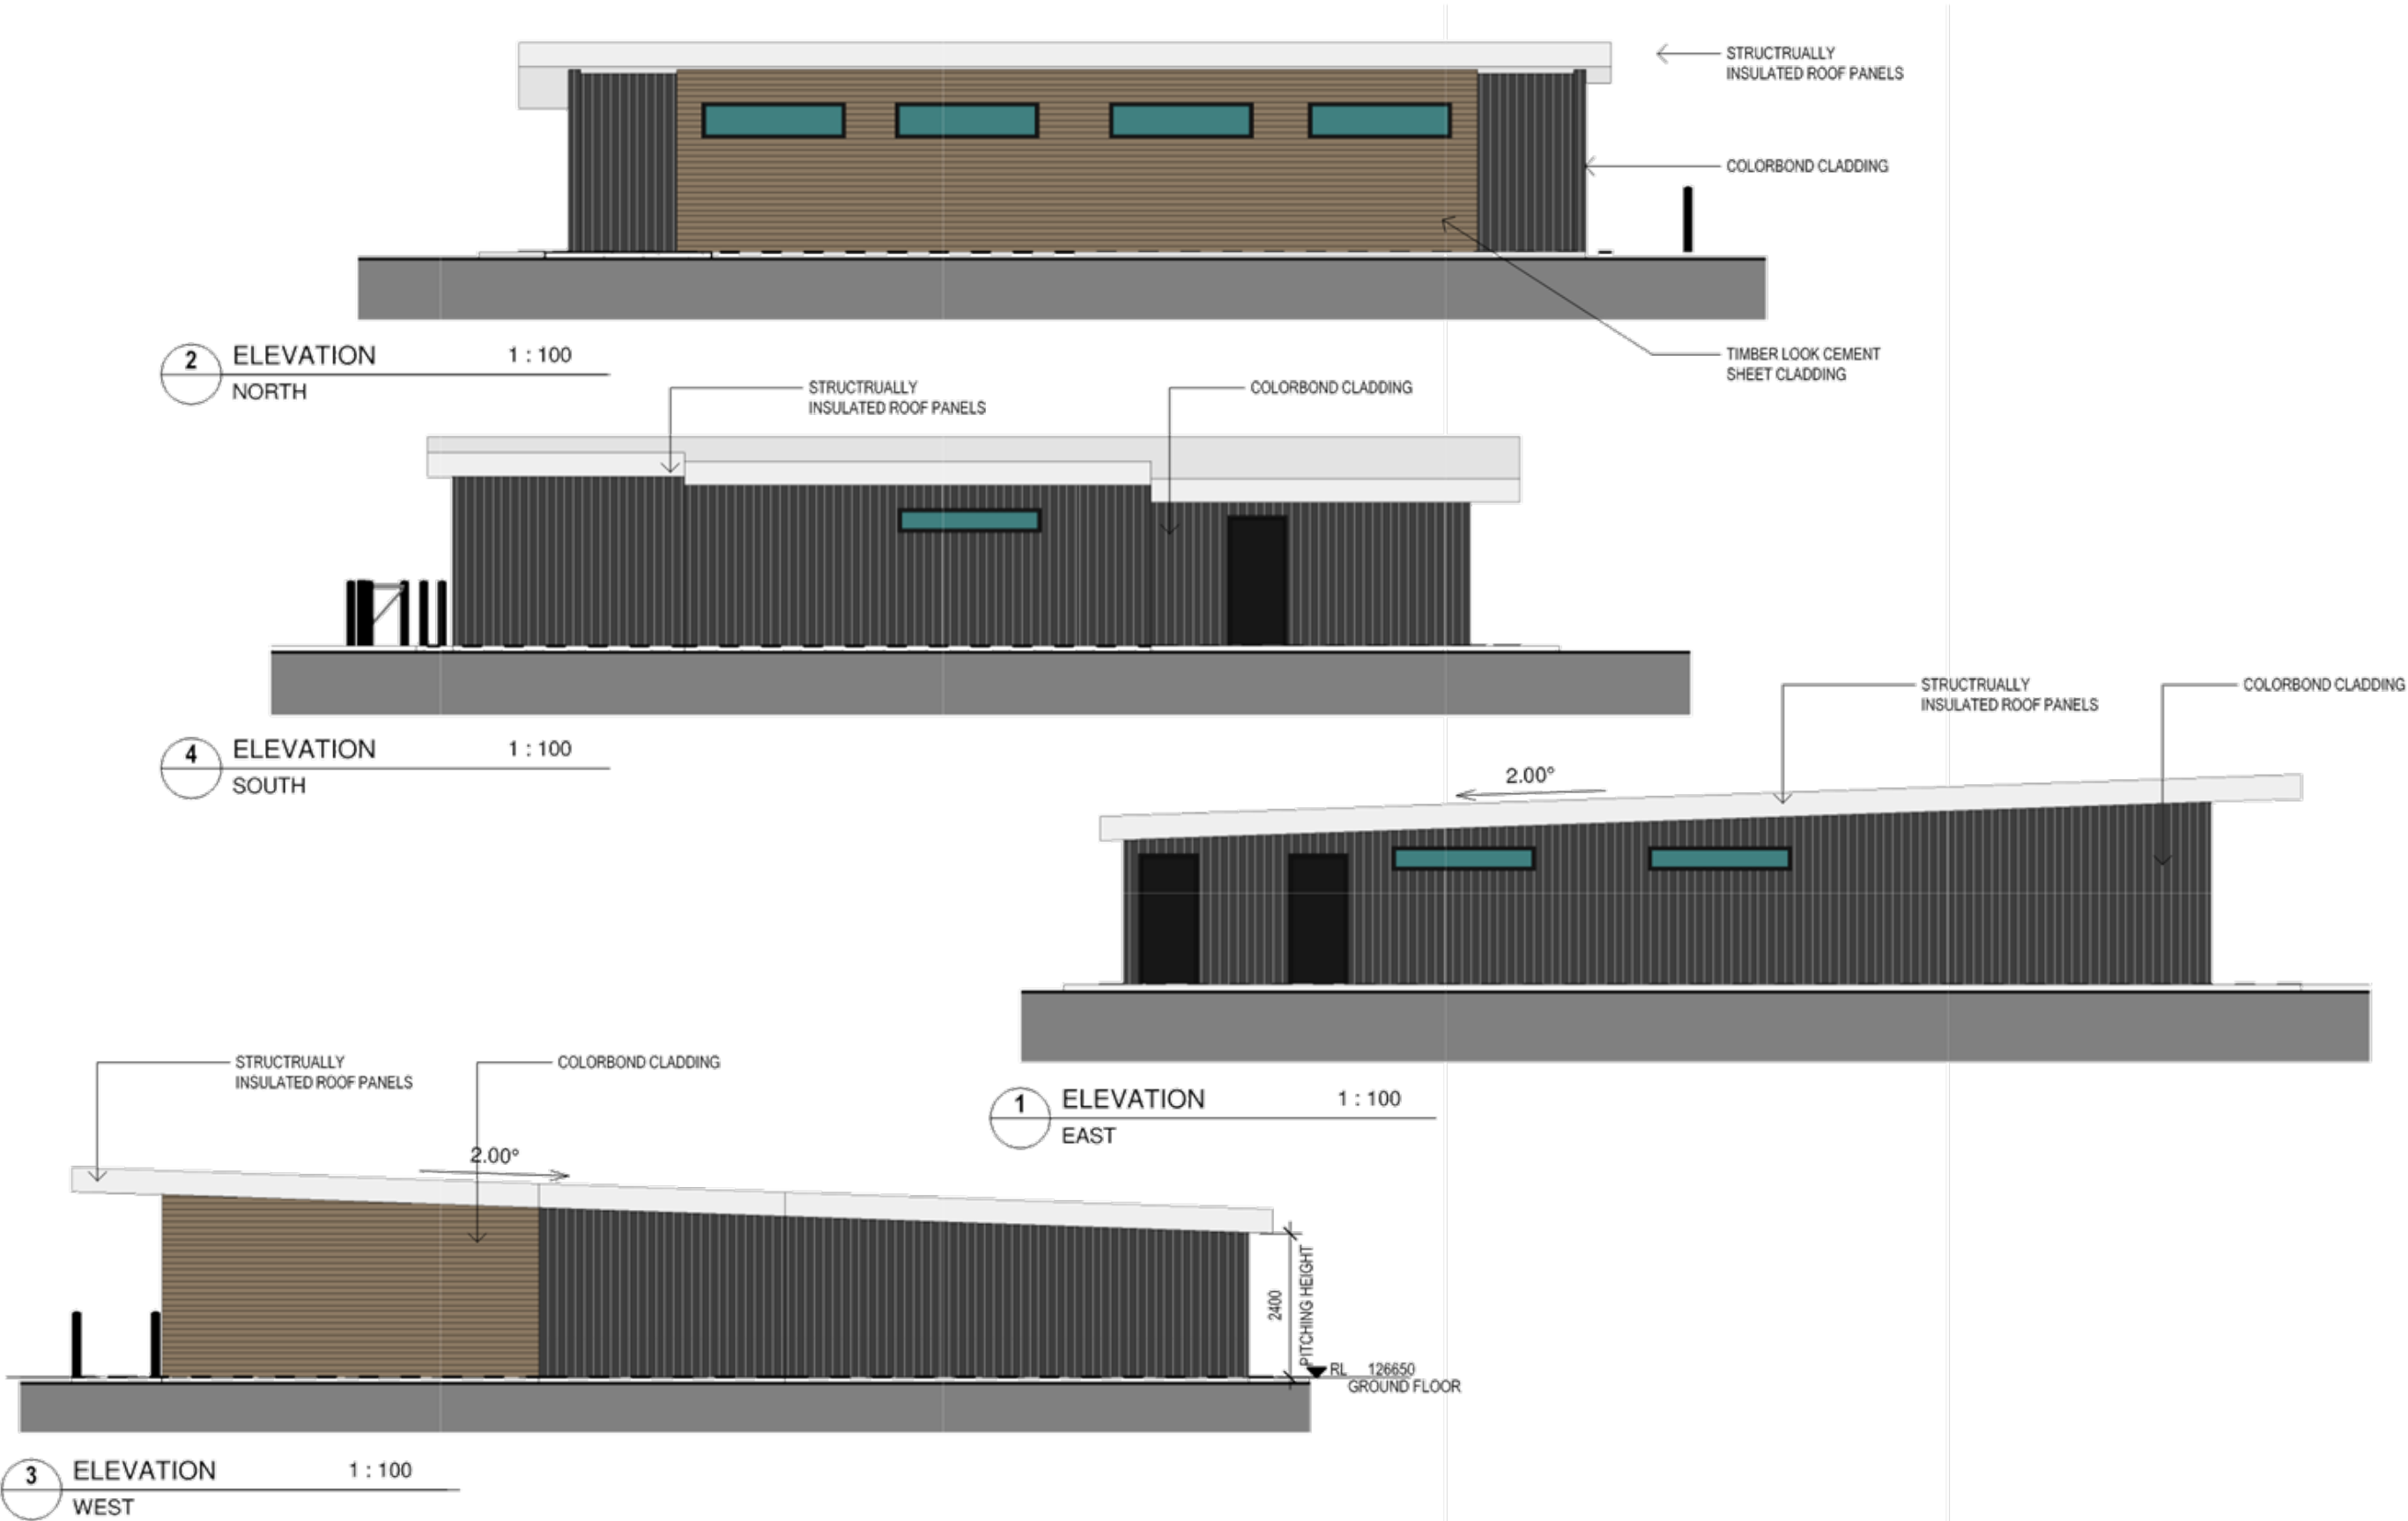 STRUCTRUALLY
INSULATED ROOF PANELS
COLORBOND CLADDING
TIMBER LOOK CEMENT
SHEET CLADDING
2 ELEVATION 1 : 100
NORTH
STRUCTRUALLY
INSULATED ROOF PANELS
COLORBOND CLADDING
4 ELEVATION 1 : 100
SOUTH
STRUCTRUALLY
INSULATED ROOF PANELS
COLORBOND CLADDING
2.00°
1 ELEVATION 1 : 100
EAST
STRUCTRUALLY
INSULATED ROOF PANELS
COLORBOND CLADDING
2.00°
2400
PITCHING HEIGHT
RL 126650
GROUND FLOOR
3 ELEVATION 1 : 100
WEST